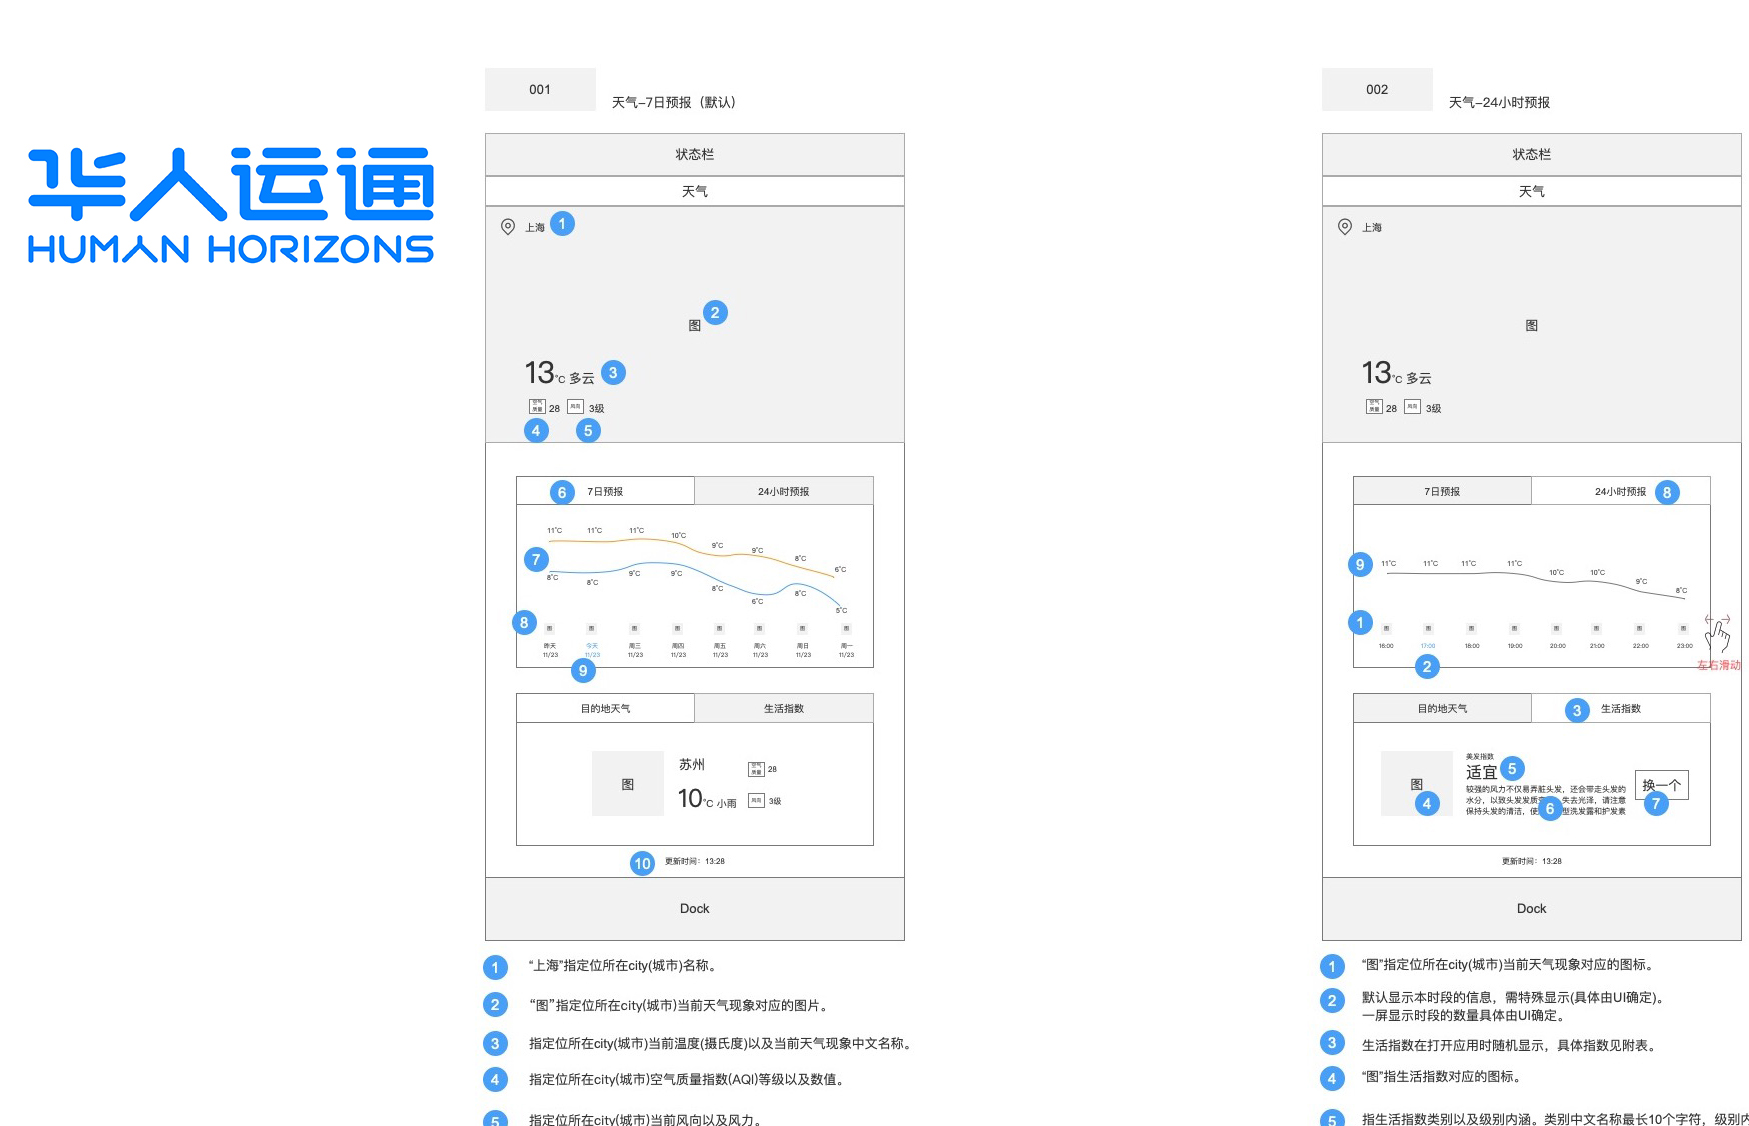 华人运通
HUMAN HORIZONS
001
天气-7日预报（默认）
状态栏
天气
上海
1
2
图
13°C 多云
3
空气质量
28
风向
3级
4
5
6
7日预报
24小时预报
11°C
11°C
11°C
10°C
9°C
9°C
8°C
6°C
7
8°C
8°C
9°C
9°C
8°C
6°C
8°C
5°C
8
图
图
图
图
图
图
图
图
昨天
今天
周三
周四
周五
周六
周日
周一
11/23
11/23
11/23
11/23
11/23
11/23
11/23
11/23
9
目的地天气
生活指数
图
苏州
空气质量
28
10°C 小雨
风向
3级
10
更新时间：13:28
Dock
1
“上海”指定位所在city(城市)名称。
2
“图”指定位所在city(城市)当前天气现象对应的图片。
3
指定位所在city(城市)当前温度(摄氏度)以及当前天气现象中文名称。
4
指定位所在city(城市)空气质量指数(AQI)等级以及数值。
5
指定位所在city(城市)当前风向以及风力。
002
天气-24小时预报
状态栏
天气
上海
图
13°C 多云
空气质量
28
风向
3级
7日预报
24小时预报
8
9
11°C
11°C
11°C
11°C
10°C
10°C
9°C
8°C
1
图
图
图
图
图
图
图
图
16:00
17:00
18:00
19:00
20:00
21:00
22:00
23:00
2
左右滑动
目的地天气
3
生活指数
图
4
美发指数
适宜
5
较强的风力不仅易弄脏头发，还会带走头发的
水分，以致头发发质 失去光泽，请注意
保持头发的清洁，使 型洗发露和护发素
6
换一个
7
更新时间：13:28
Dock
1
“图”指定位所在city(城市)当前天气现象对应的图标。
2
默认显示本时段的信息，需特殊显示(具体由UI确定)。
一屏显示时段的数量具体由UI确定。
3
生活指数在打开应用时随机显示，具体指数见附表。
4
“图”指生活指数对应的图标。
5
指生活指数类别以及级别内涵。类别中文名称最长10个字符，级别